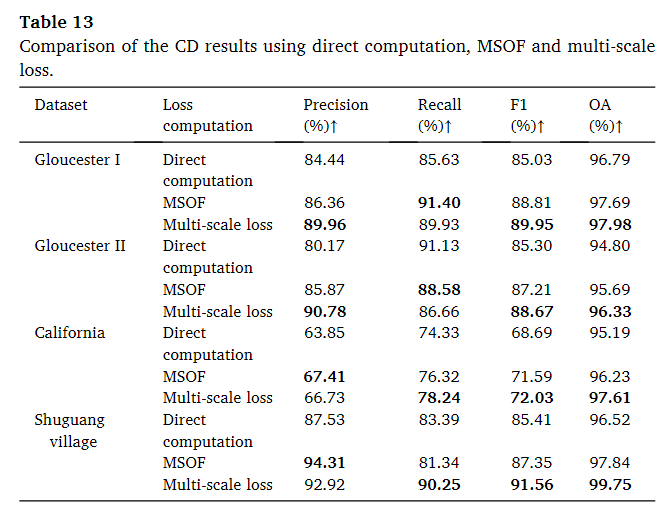 Table 13
Comparison of the CD results using direct computation, MSOF and multi-scale
loss.
Dataset Loss computation Precision (%)↑ Recall (%)↑ F1 (%)↑ OA (%)↑
Gloucester I Direct computation 84.44 85.63 85.03 96.79
MSOF 86.36 91.40 88.81 97.69
Multi-scale loss 89.96 89.93 89.95 97.98
Gloucester II Direct computation 80.17 91.13 85.30 94.80
MSOF 85.87 88.58 87.21 95.69
Multi-scale loss 90.78 86.66 88.67 96.33
California Direct computation 63.85 74.33 68.69 95.19
MSOF 67.41 76.32 71.59 96.23
Multi-scale loss 66.73 78.24 72.03 97.61
Shuguang village Direct computation 87.53 83.39 85.41 96.52
MSOF 94.31 81.34 87.35 97.84
Multi-scale loss 92.92 90.25 91.56 99.75